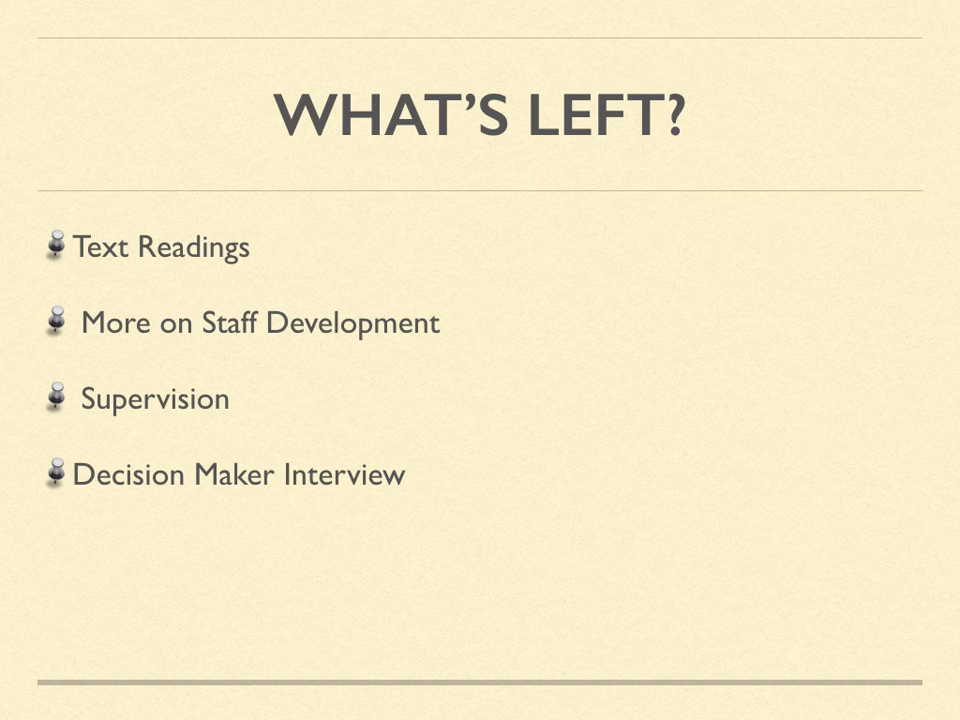 WHAT’S LEFT?
Text Readings
More on Staff Development
Supervision
Decision Maker Interview